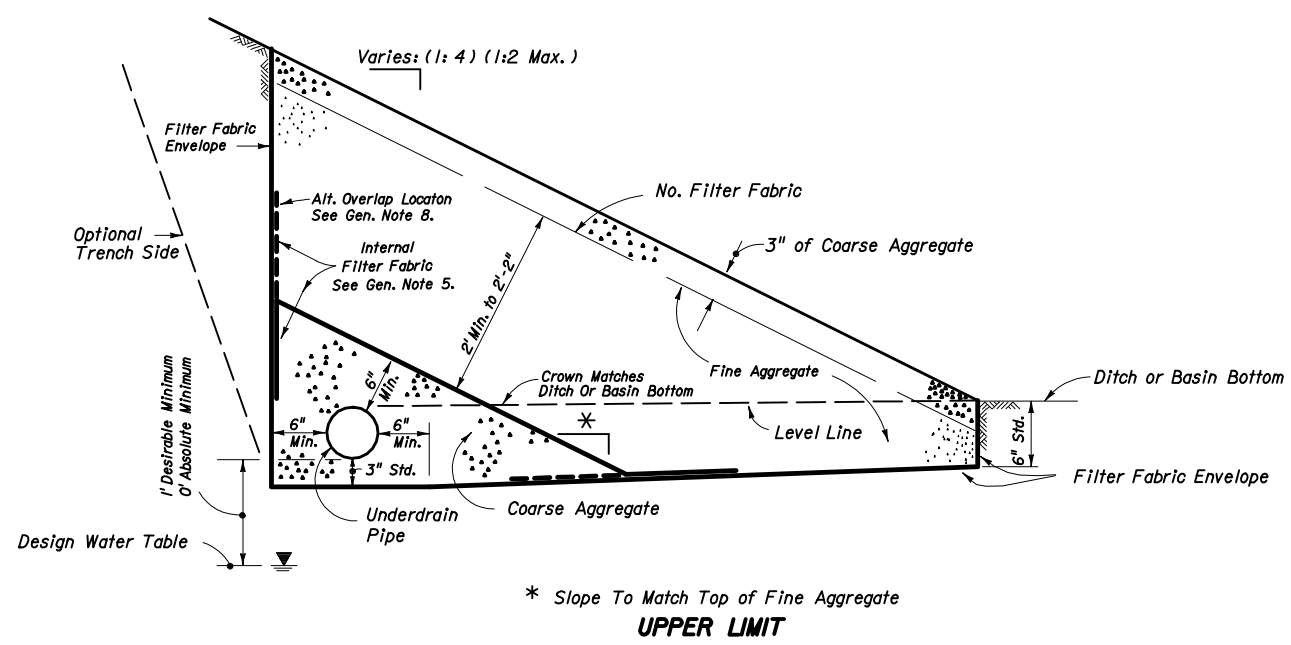 Varies: (1: 4) (1:2 Max.)
Filter Fabric
Envelope
No. Filter Fabric
Alt. Overlap Locaton
See Gen. Note 8.
Optional
Trench Side
Internal
Filter Fabric
See Gen. Note 5.
3" of Coarse Aggregate
2' Min. to 2'-2"
1' Desirable Minimum
0' Absolute Minimum
6"
Min.
Fine Aggregate
Crown Matches
Ditch Or Basin Bottom
Ditch or Basin Bottom
*
6"
Min.
6"
Min.
Level Line
6" Std.
3" Std.
Filter Fabric Envelope
Underdrain
Pipe
Coarse Aggregate
Design Water Table
* Slope To Match Top of Fine Aggregate
UPPER LIMIT